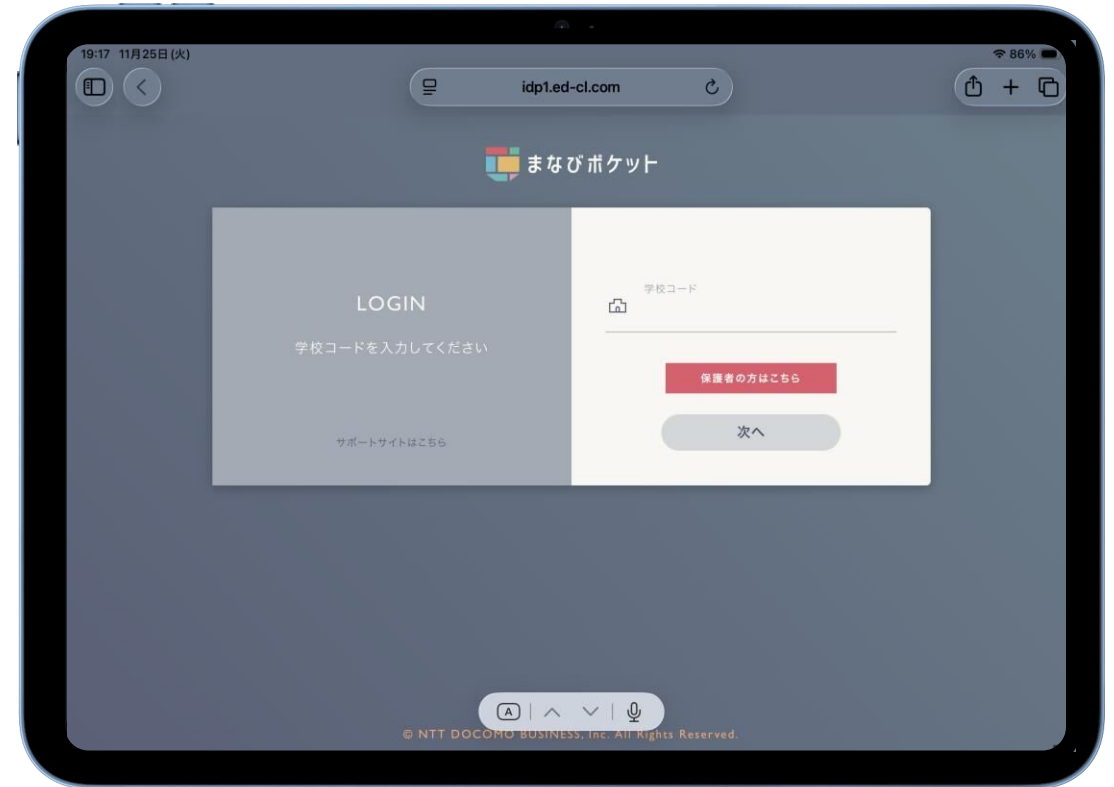 19:17 11月25日(火)
86%
idp1.ed-cl.com
まなびポケット
LOGIN
学校コードを入力してください
サポートサイトはこちら
学校コード
保護者の方はこちら
次へ
A
© NTT DOCOMO BUSINESS, Inc. All Rights Reserved.